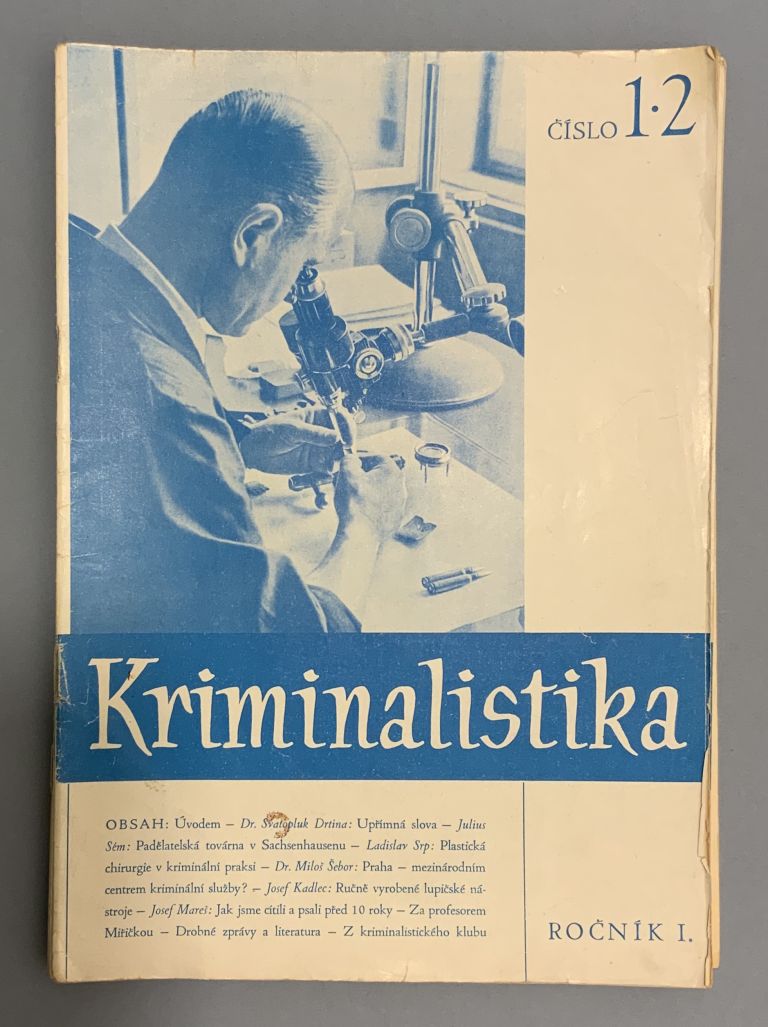 ČÍSLO 1·2
Kriminalistika
OBSAH: Úvodem — Dr. Svatopluk Drtina: Upřímná slova — Julius
Sém: Padělatelská továrna v Sachsenhausenu — Ladislav Srp: Plastická
chirurgie v kriminální praksi — Dr. Miloš Šebor: Praha — mezinárodním
centrem kriminální služby? — Josef Kadlec: Ručně vyrobené lupičské ná-
stroje — Josef Mareš: Jak jsme cítili a psali před 10 roky — Za profesorem
Miřičkou — Drobné zprávy a literatura — Z kriminalistického klubu
ROČNÍK I.